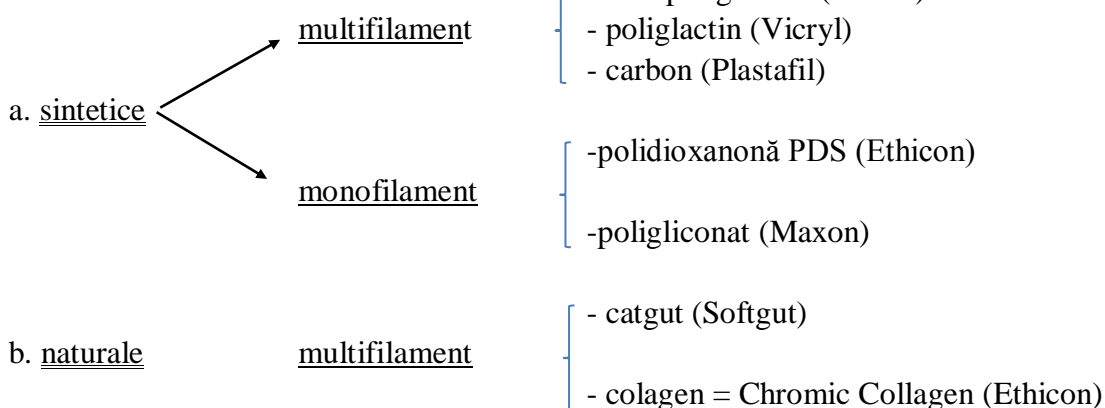 multifilament
- poliglactin (Vicryl)
- carbon (Plastafil)
a. sintetice
-polidioxanonă PDS (Ethicon)
monofilament
-poligliconat (Maxon)
- catgut (Softgut)
b. naturale multifilament
- colagen = Chromic Collagen (Ethicon)